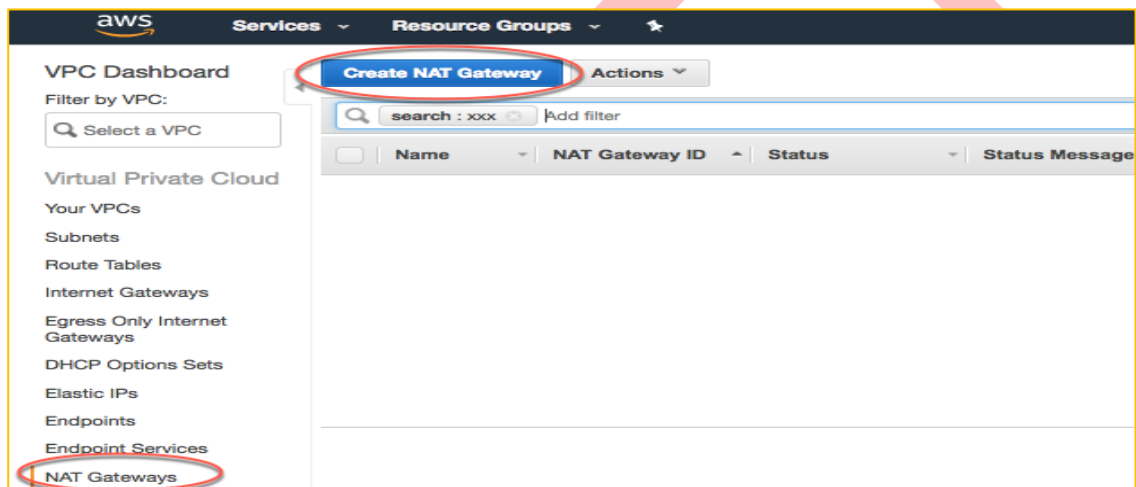 aws Services Resource Groups
VPC Dashboard
Filter by VPC:
Select a VPC
Virtual Private Cloud
Your VPCs
Subnets
Route Tables
Internet Gateways
Egress Only Internet
Gateways
DHCP Options Sets
Elastic IPs
Endpoints
Endpoint Services
NAT Gateways
Create NAT Gateway Actions
search : xxx Add filter
Name NAT Gateway ID Status Status Message